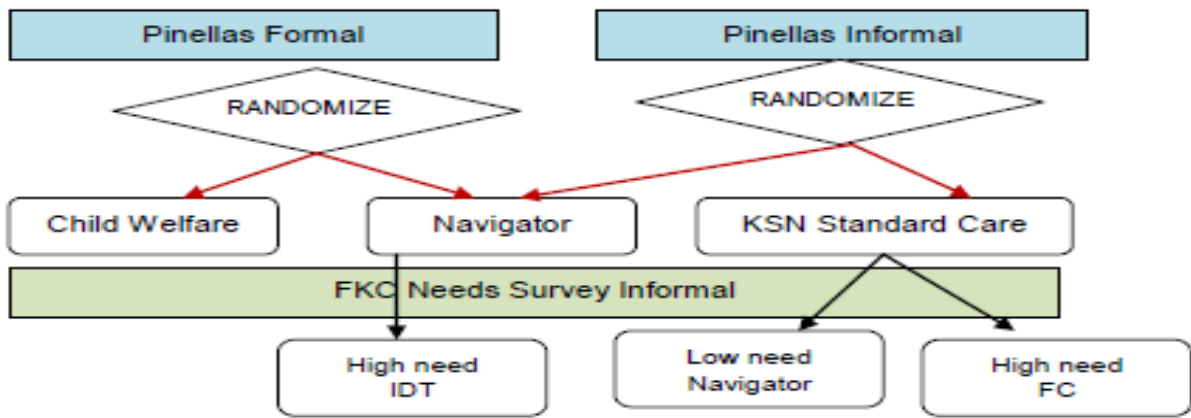 Pinellas Formal
Pinellas Informal
RANDOMIZE
RANDOMIZE
Child Welfare
Navigator
KSN Standard Care
FKC Needs Survey Informal
High need
IDT
Low need
Navigator
High need
FC